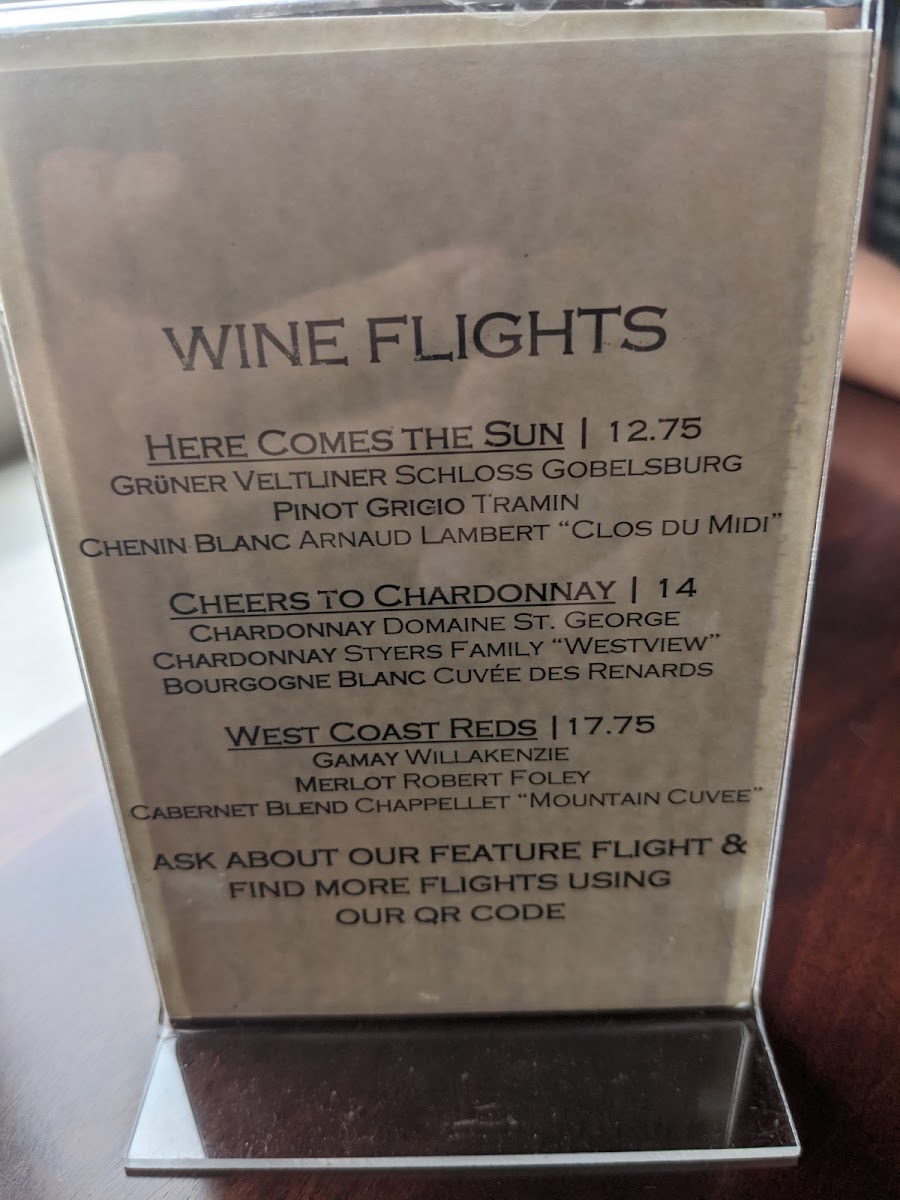 WINE FLIGHTS
HERE COMES THE SUN | 12.75
GRÜNER VELTLINER SCHLOSS GOBELSBURG
PINOT GRIGIO TRAMIN
CHENIN BLANC ARNAUD LAMBERT “CLOS DU MIDI”
CHEERS TO CHARDONNAY | 14
CHARDONNAY DOMAINE ST. GEORGE
CHARDONNAY STYERS FAMILY “WESTVIEW”
BOURGOGNE BLANC CUVÉE DES RENARDS
WEST COAST REDS |17.75
GAMAY WILLAKENZIE
MERLOT ROBERT FOLEY
CABERNET BLEND CHAPPELLET “MOUNTAIN CUVEE”
ASK ABOUT OUR FEATURE FLIGHT &
FIND MORE FLIGHTS USING
OUR QR CODE